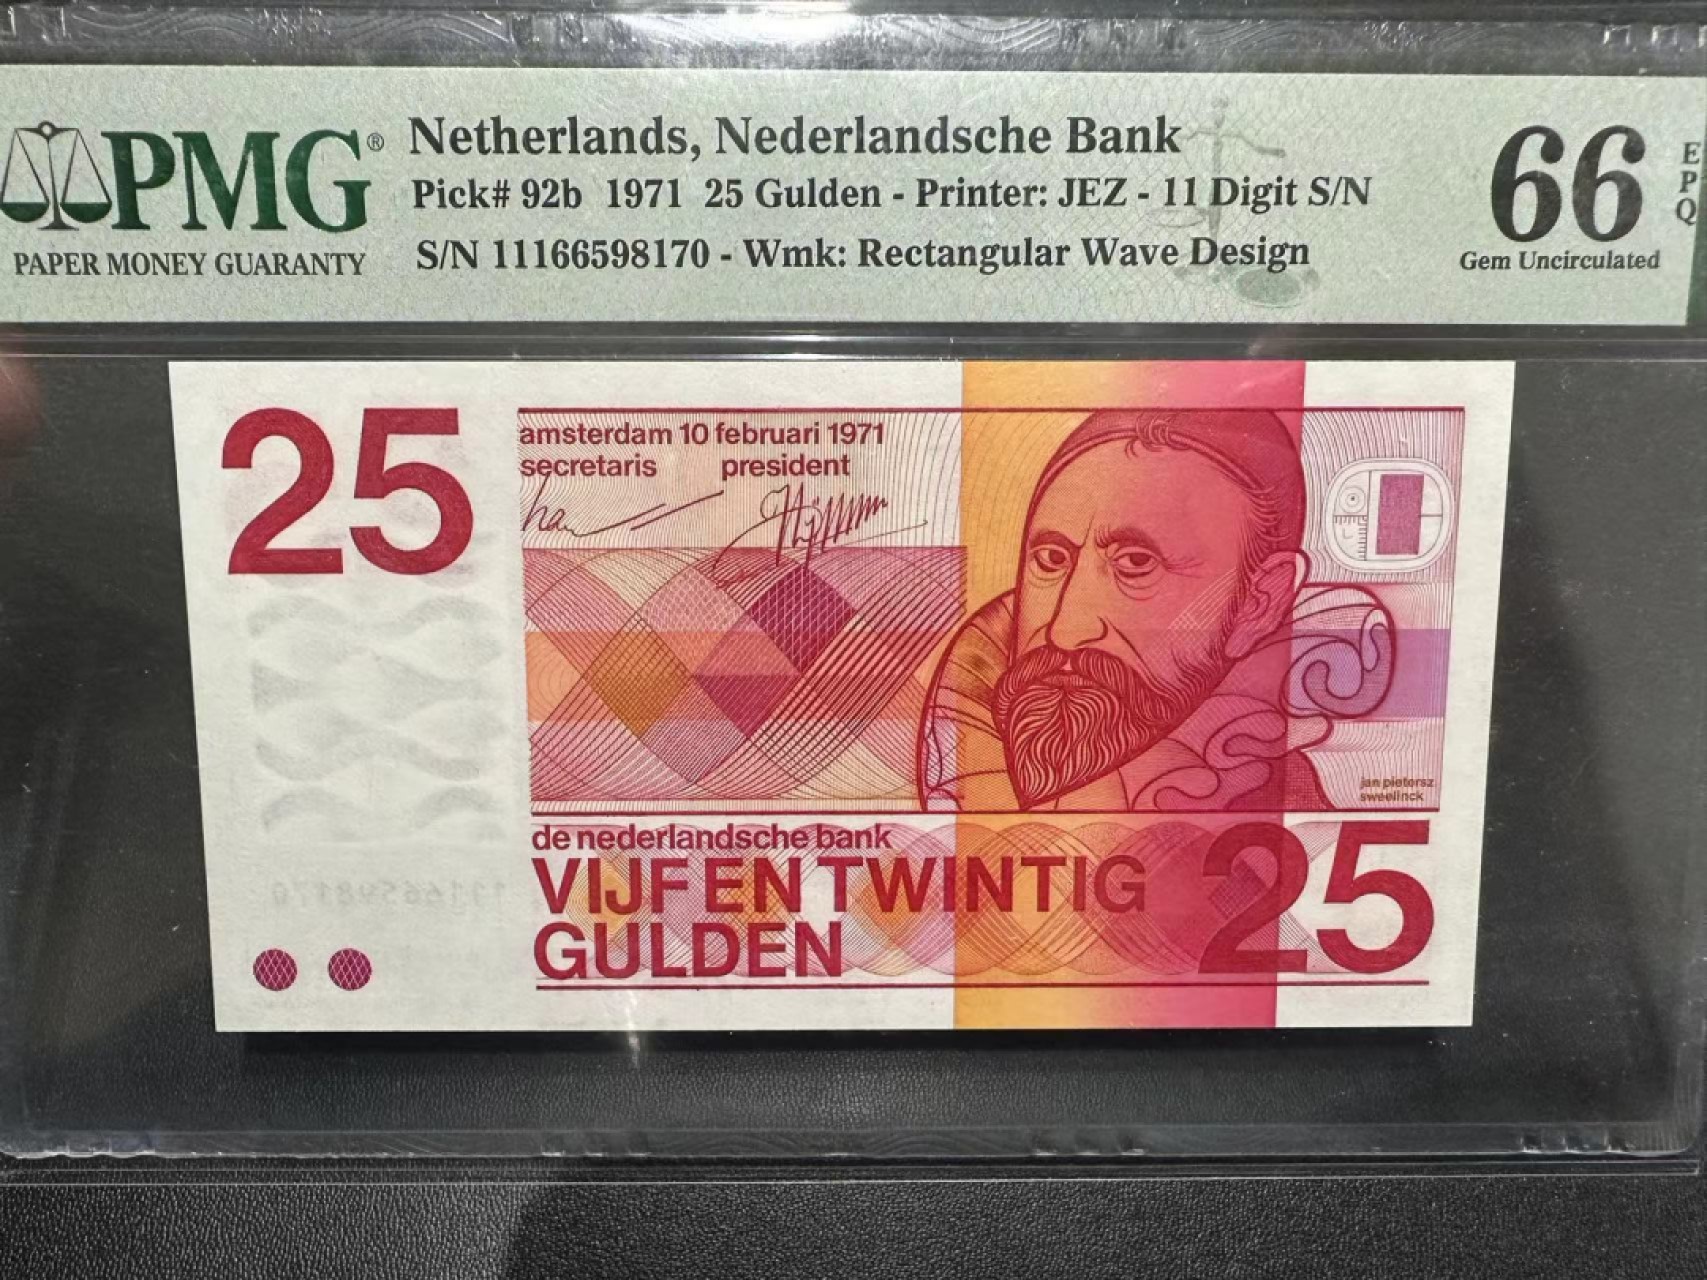 PMG®
PAPER MONEY GUARANTY
Netherlands, Nederlandsche Bank
Pick# 92b 1971 25 Gulden - Printer: JEZ - 11 Digit S/N
S/N 11166598170 - Wmk: Rectangular Wave Design
66
EPQ
Gem Uncirculated
25
amsterdam 10 februari 1971
secretaris president
jan pietersz
sweelinck
de nederlandsche bank
VIJF EN TWINTIG
GULDEN
25
11166598170